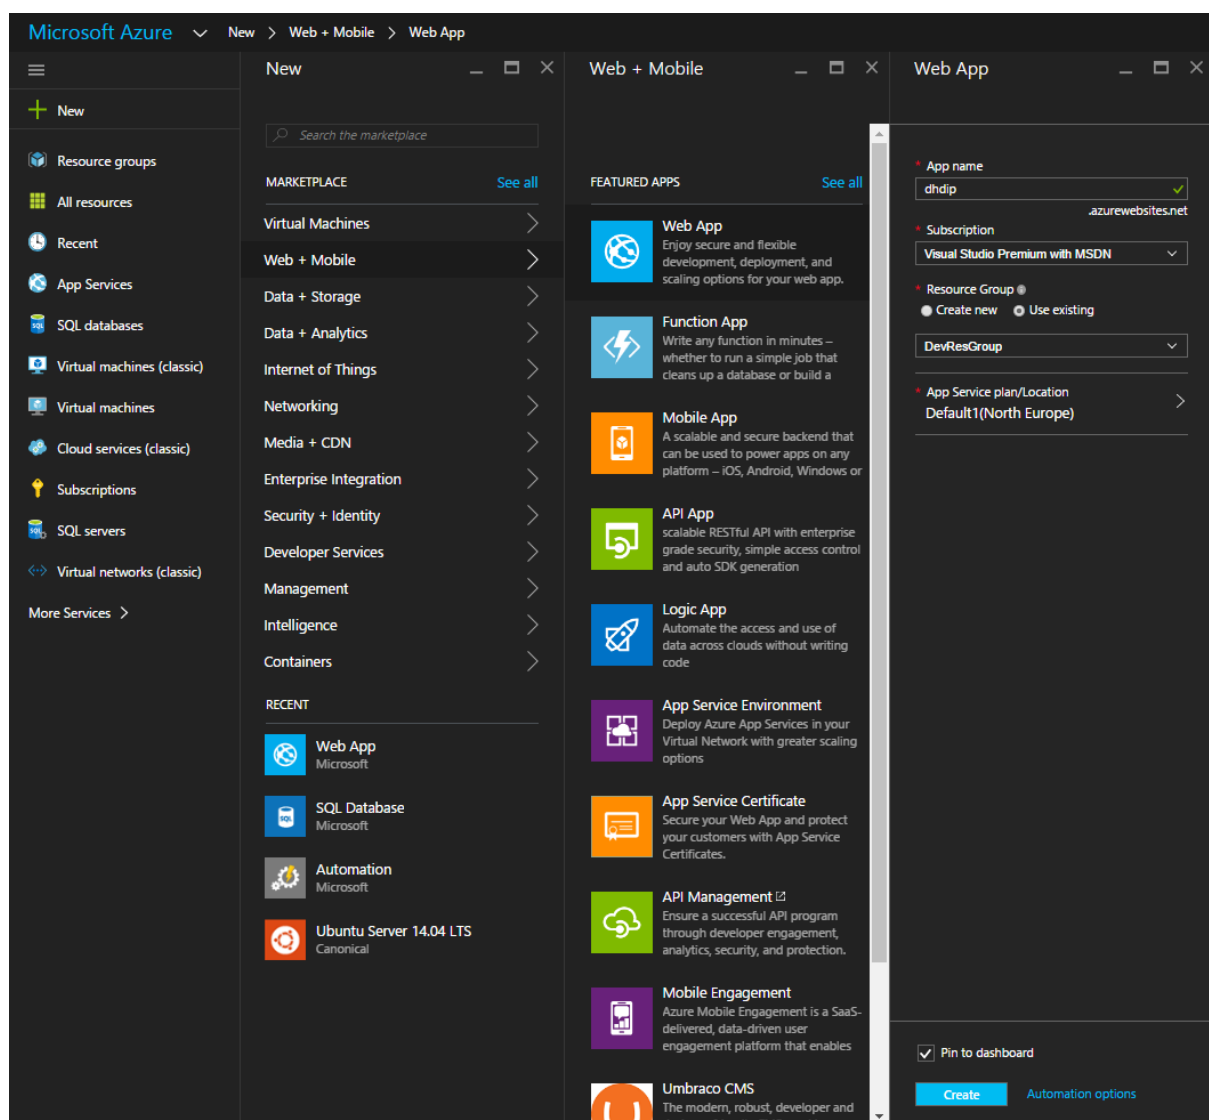 Microsoft Azure New > Web + Mobile > Web App
New
Resource groups
All resources
Recent
App Services
SQL databases
Virtual machines (classic)
Virtual machines
Cloud services (classic)
Subscriptions
SQL servers
Virtual networks (classic)
More Services >
New
Search the marketplace
MARKETPLACE See all
Virtual Machines
Web + Mobile
Data + Storage
Data + Analytics
Internet of Things
Networking
Media + CDN
Enterprise Integration
Security + Identity
Developer Services
Management
Intelligence
Containers
RECENT
Web App
Microsoft
SQL Database
Microsoft
Automation
Microsoft
Ubuntu Server 14.04 LTS
Canonical
Web + Mobile
FEATURED APPS See all
Web App
Enjoy secure and flexible
development, deployment, and
scaling options for your web app.
Function App
Write any function in minutes –
whether to run a simple job that
cleans up a database or build a
Mobile App
A scalable and secure backend that
can be used to power apps on any
platform – iOS, Android, Windows or
API App
scalable RESTful API with enterprise
grade security, simple access control
and auto SDK generation
Logic App
Automate the access and use of
data across clouds without writing
code
App Service Environment
Deploy Azure App Services in your
Virtual Network with greater scaling
options
App Service Certificate
Secure your Web App and protect
your customers with App Service
Certificates.
API Management
Ensure a successful API program
through developer engagement,
analytics, security, and protection.
Mobile Engagement
Azure Mobile Engagement is a SaaS-
delivered, data-driven user
engagement platform that enables
Umbraco CMS
The modern, robust, developer and
Web App
* App name
dhdip
.azurewebsites.net
* Subscription
Visual Studio Premium with MSDN
* Resource Group
Create new Use existing
DevResGroup
* App Service plan/Location
Default1(North Europe)
Pin to dashboard
Create Automation options